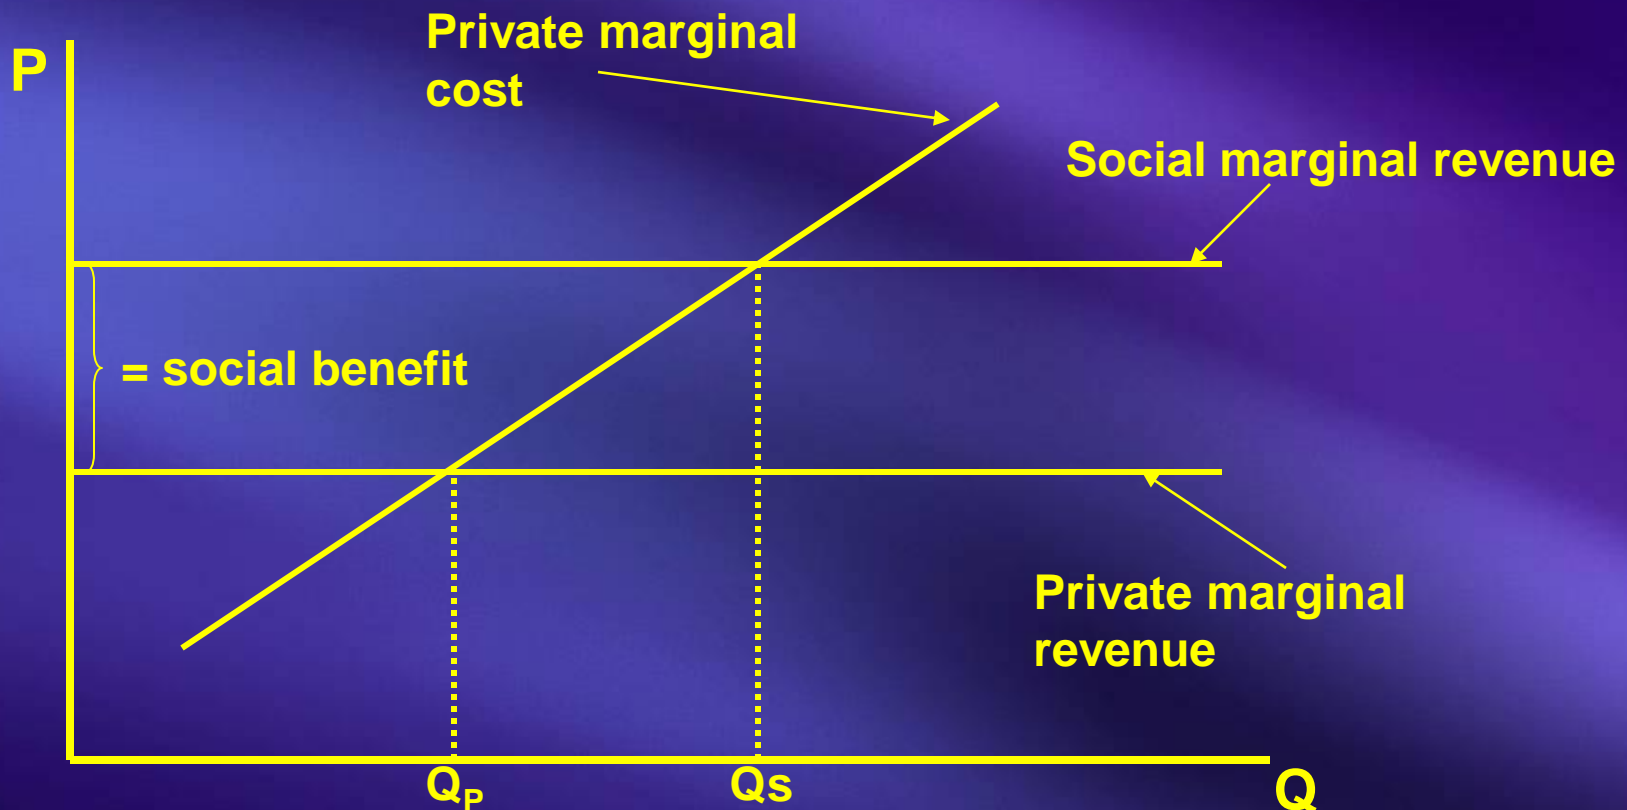 P
Private marginal
cost
Social marginal revenue
= social benefit
Private marginal
revenue
QP
Qs
Q